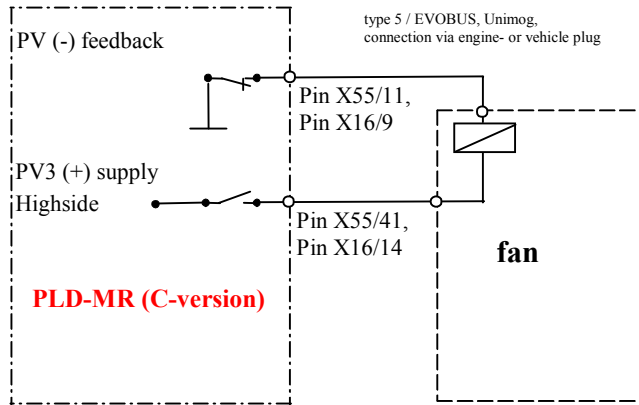 type 5 / EVOBUS, Unimog,
connection via engine- or vehicle plug
PV (-) feedback
Pin X55/11,
Pin X16/9
PV3 (+) supply
Highside
Pin X55/41,
Pin X16/14
fan
PLD-MR (C-version)